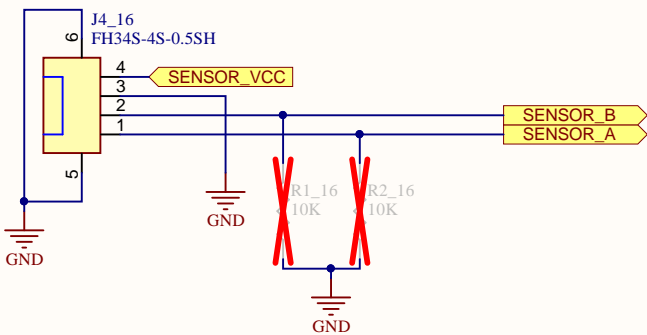 J4_16
FH34S-4S-0.5SH
6
4
SENSOR_VCC
3
2
SENSOR_B
1
SENSOR_A
5
R1_16
R2_16
10K
10K
GND
GND
GND